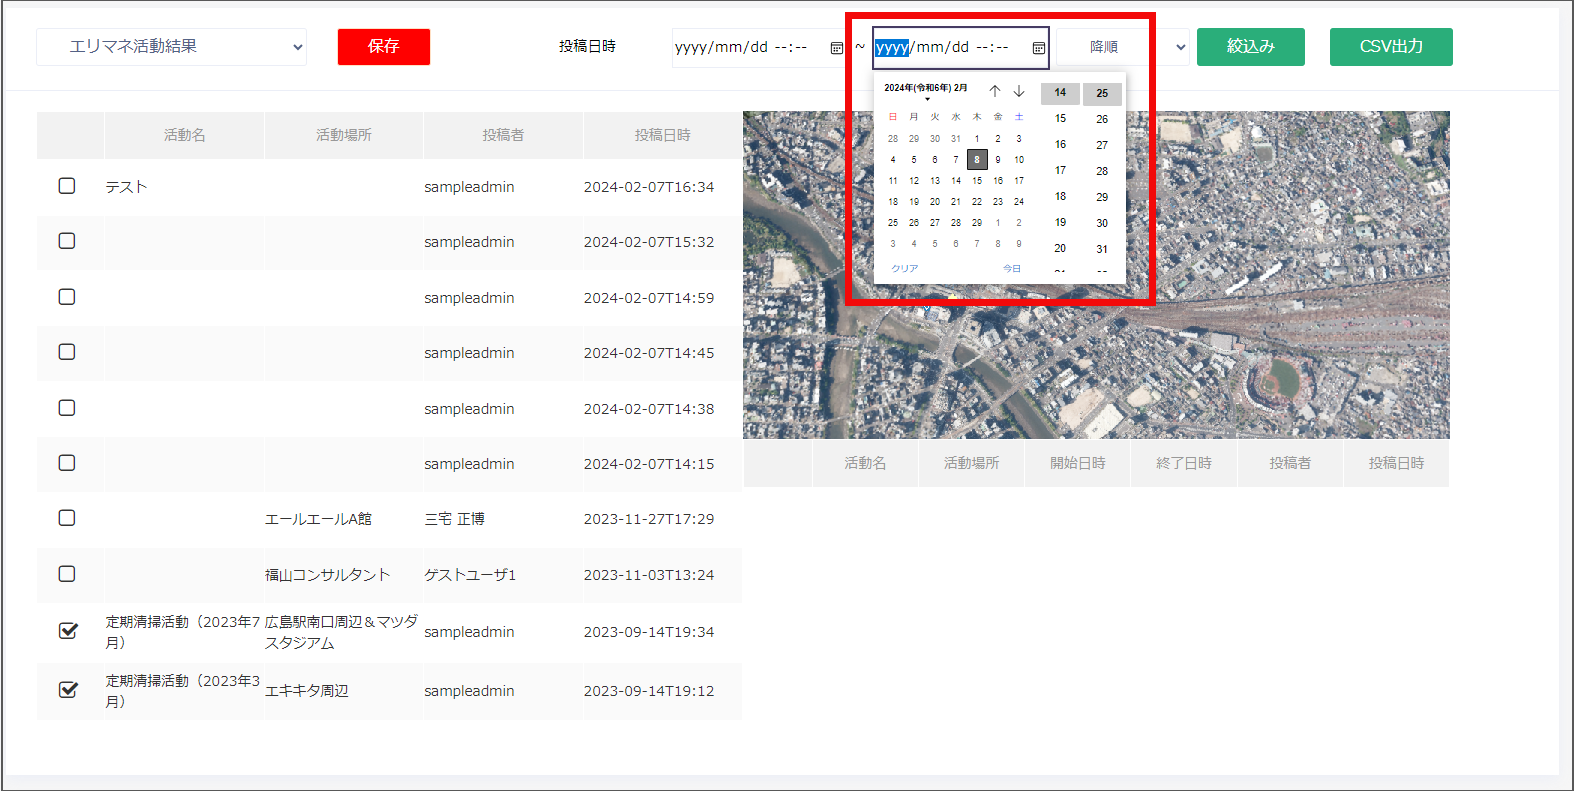 エリマネ活動結果
保存
投稿日時
yyyy/mm/dd --:--
~
yyyy/mm/dd --:--
降順
絞込み
CSV出力
2024年(令和6年) 2月
日 月 火 水 木 金 土
28 29 30 31 1 2 3
4 5 6 7 8 9 10
11 12 13 14 15 16 17
18 19 20 21 22 23 24
25 26 27 28 29 1 2
3 4 5 6 7 8 9
クリア 今日
14 25
15 26
16 27
17 28
18 29
19 30
20 31
活動名 活動場所 投稿者 投稿日時
テスト sampleadmin 2024-02-07T16:34
sampleadmin 2024-02-07T15:32
sampleadmin 2024-02-07T14:59
sampleadmin 2024-02-07T14:45
sampleadmin 2024-02-07T14:38
sampleadmin 2024-02-07T14:15
エールエールA館 三宅 正博 2023-11-27T17:29
福山コンサルタント ゲストユーザ1 2023-11-03T13:24
定期清掃活動（2023年7
月）
広島駅南口周辺＆マツダ
スタジアム
sampleadmin 2023-09-14T19:34
定期清掃活動（2023年3
月）
エキキタ周辺 sampleadmin 2023-09-14T19:12
活動名 活動場所 開始日時 終了日時 投稿者 投稿日時